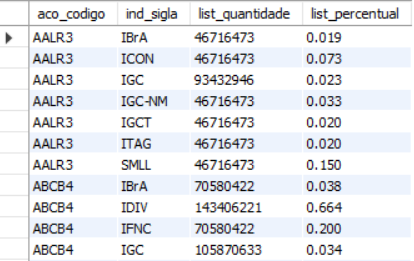 aco_codigo ind_sigla list_quantidade list_percentual
AALR3 IBrA 46716473 0.019
AALR3 ICON 46716473 0.073
AALR3 IGC 93432946 0.023
AALR3 IGC-NM 46716473 0.033
AALR3 IGCT 46716473 0.020
AALR3 ITAG 46716473 0.020
AALR3 SMLL 46716473 0.150
ABCB4 IBrA 70580422 0.038
ABCB4 IDIV 143406221 0.664
ABCB4 IFNC 70580422 0.200
ABCB4 IGC 105870633 0.034